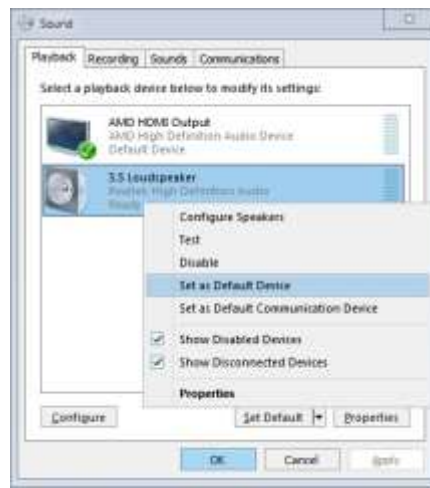 Sound
Playback Recording Sounds Communications
Select a playback device below to modify its settings:
AMD HDMI Output
AMD High Definition Audio Device
Default Device
3.5 Loudspeaker
Realtek High Definition Audio
Ready
Configure Speakers
Test
Disable
Set as Default Device
Set as Default Communication Device
Show Disabled Devices
Show Disconnected Devices
Properties
Configure Set Default Properties
OK Cancel Apply